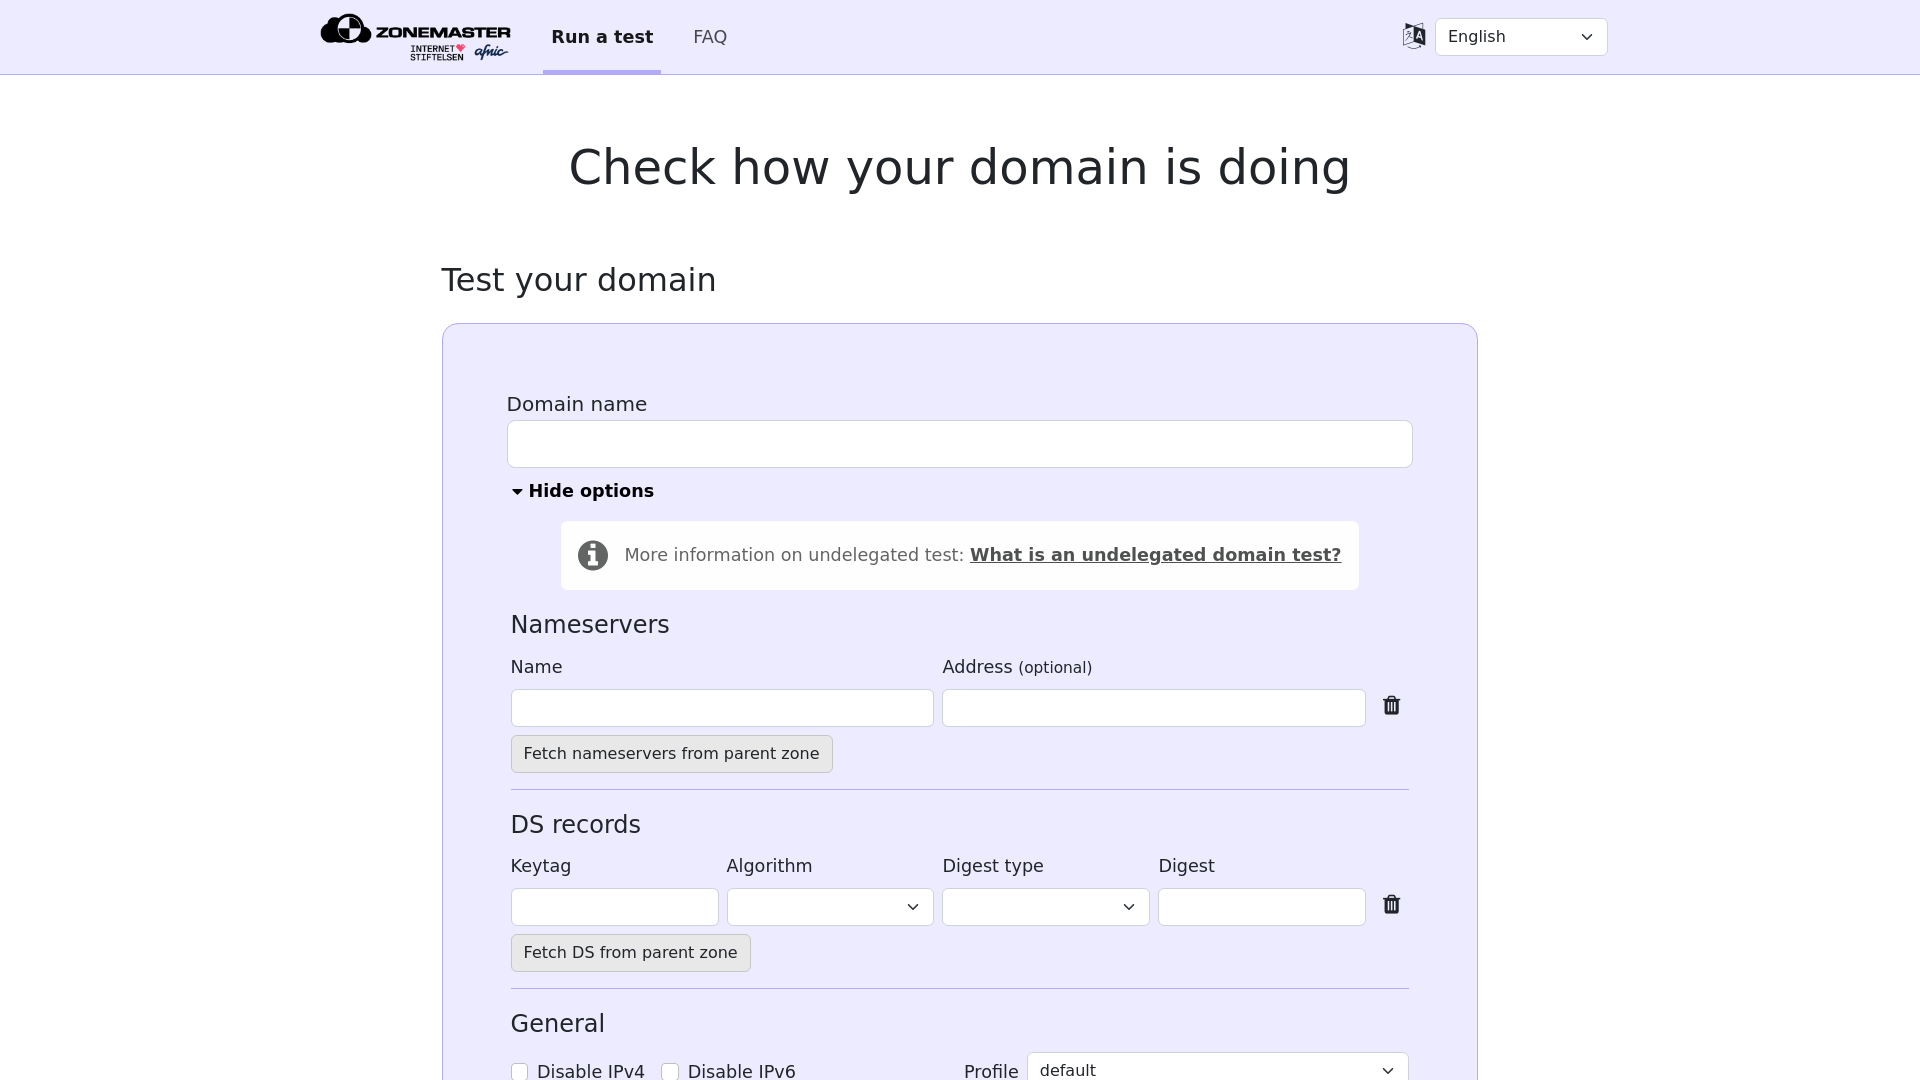 ZONEMASTER
INTERNET
STIFTELSEN
afnic
Run a test
FAQ
English
Check how your domain is doing
Test your domain
Domain name
Hide options
More information on undelegated test: What is an undelegated domain test?
Nameservers
Name
Address (optional)
Fetch nameservers from parent zone
DS records
Keytag
Algorithm
Digest type
Digest
Fetch DS from parent zone
General
Disable IPv4
Disable IPv6
Profile
default